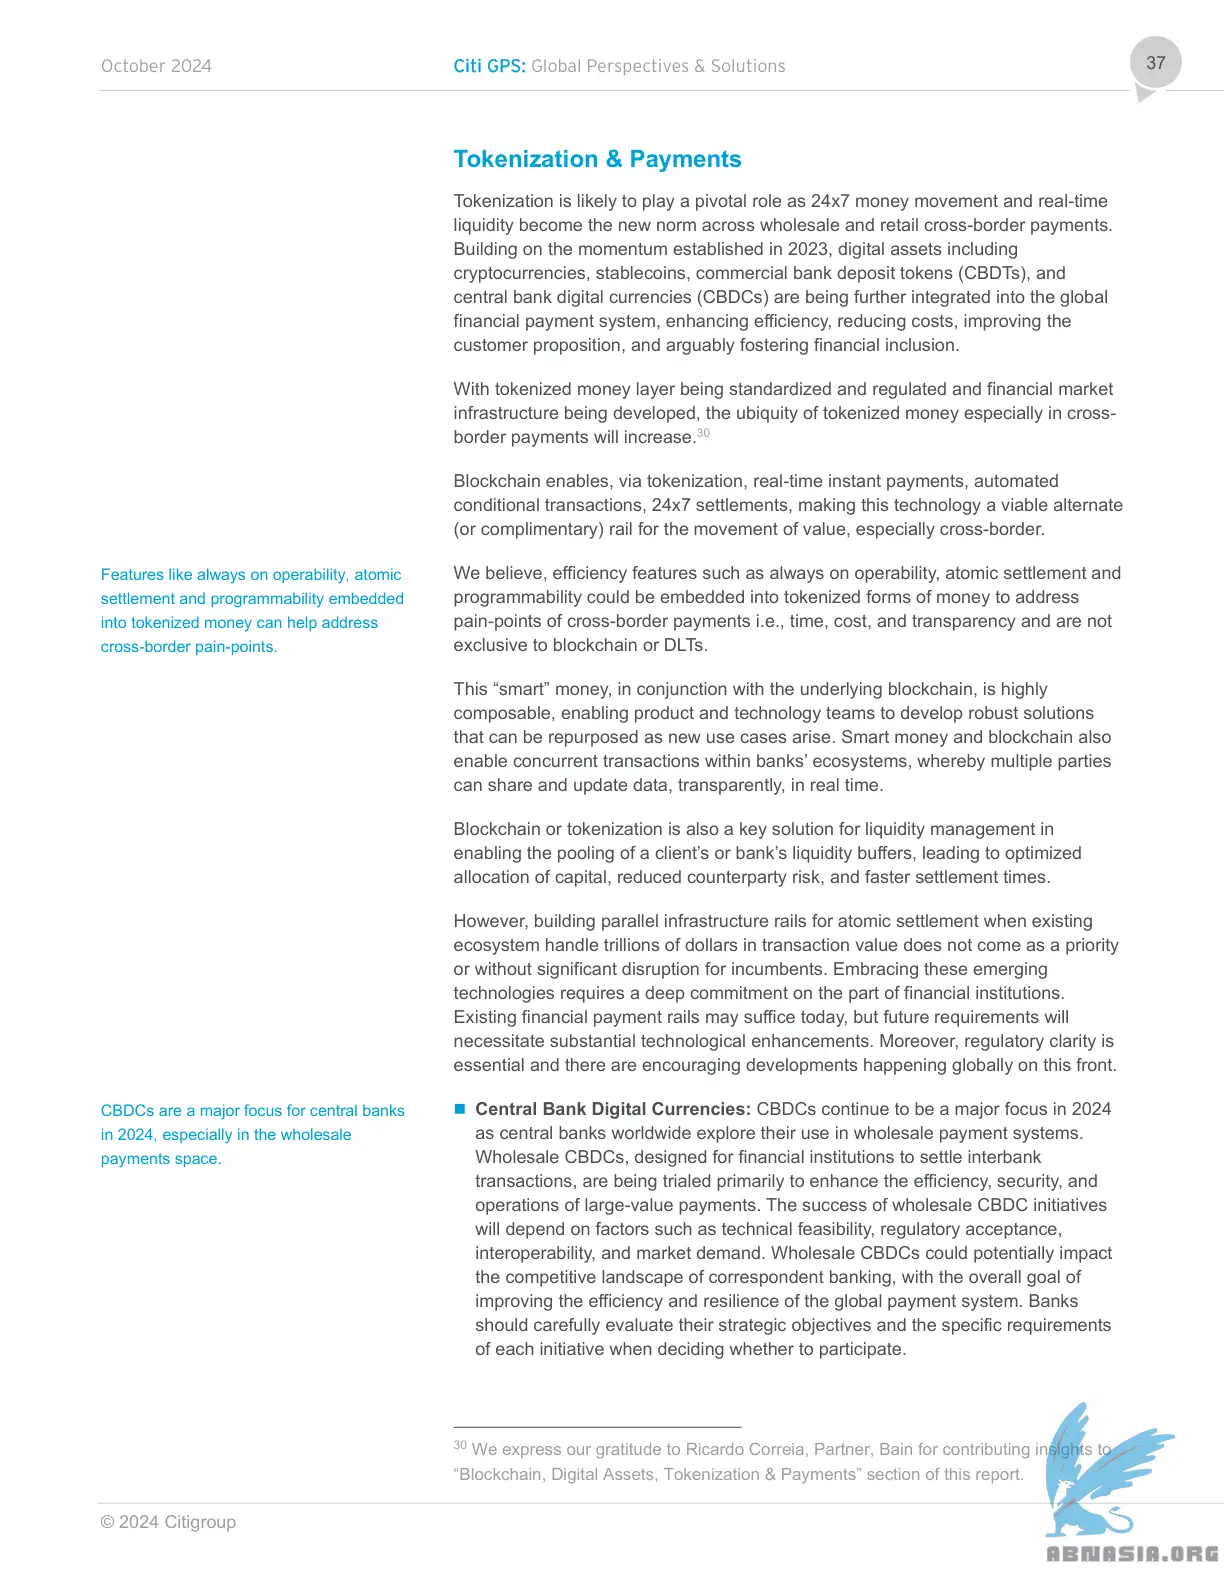 October 2024
Citi GPS: Global Perspectives & Solutions
37
Tokenization & Payments
Tokenization is likely to play a pivotal role as 24x7 money movement and real-time
liquidity become the new norm across wholesale and retail cross-border payments.
Building on the momentum established in 2023, digital assets including
cryptocurrencies, stablecoins, commercial bank deposit tokens (CBDTs), and
central bank digital currencies (CBDCs) are being further integrated into the global
financial payment system, enhancing efficiency, reducing costs, improving the
customer proposition, and arguably fostering financial inclusion.
With tokenized money layer being standardized and regulated and financial market
infrastructure being developed, the ubiquity of tokenized money especially in cross-
border payments will increase.30
Blockchain enables, via tokenization, real-time instant payments, automated
conditional transactions, 24x7 settlements, making this technology a viable alternate
(or complimentary) rail for the movement of value, especially cross-border.
Features like always on operability, atomic
settlement and programmability embedded
into tokenized money can help address
cross-border pain-points.
We believe, efficiency features such as always on operability, atomic settlement and
programmability could be embedded into tokenized forms of money to address
pain-points of cross-border payments i.e., time, cost, and transparency and are not
exclusive to blockchain or DLTs.
This “smart” money, in conjunction with the underlying blockchain, is highly
composable, enabling product and technology teams to develop robust solutions
that can be repurposed as new use cases arise. Smart money and blockchain also
enable concurrent transactions within banks’ ecosystems, whereby multiple parties
can share and update data, transparently, in real time.
Blockchain or tokenization is also a key solution for liquidity management in
enabling the pooling of a client’s or bank’s liquidity buffers, leading to optimized
allocation of capital, reduced counterparty risk, and faster settlement times.
However, building parallel infrastructure rails for atomic settlement when existing
ecosystem handle trillions of dollars in transaction value does not come as a priority
or without significant disruption for incumbents. Embracing these emerging
technologies requires a deep commitment on the part of financial institutions.
Existing financial payment rails may suffice today, but future requirements will
necessitate substantial technological enhancements. Moreover, regulatory clarity is
essential and there are encouraging developments happening globally on this front.
CBDCs are a major focus for central banks
in 2024, especially in the wholesale
payments space.
■ Central Bank Digital Currencies: CBDCs continue to be a major focus in 2024
as central banks worldwide explore their use in wholesale payment systems.
Wholesale CBDCs, designed for financial institutions to settle interbank
transactions, are being trialed primarily to enhance the efficiency, security, and
operations of large-value payments. The success of wholesale CBDC initiatives
will depend on factors such as technical feasibility, regulatory acceptance,
interoperability, and market demand. Wholesale CBDCs could potentially impact
the competitive landscape of correspondent banking, with the overall goal of
improving the efficiency and resilience of the global payment system. Banks
should carefully evaluate their strategic objectives and the specific requirements
of each initiative when deciding whether to participate.
30 We express our gratitude to Ricardo Correia, Partner, Bain for contributing insights to
“Blockchain, Digital Assets, Tokenization & Payments” section of this report.
© 2024 Citigroup
ABNASIA.ORG